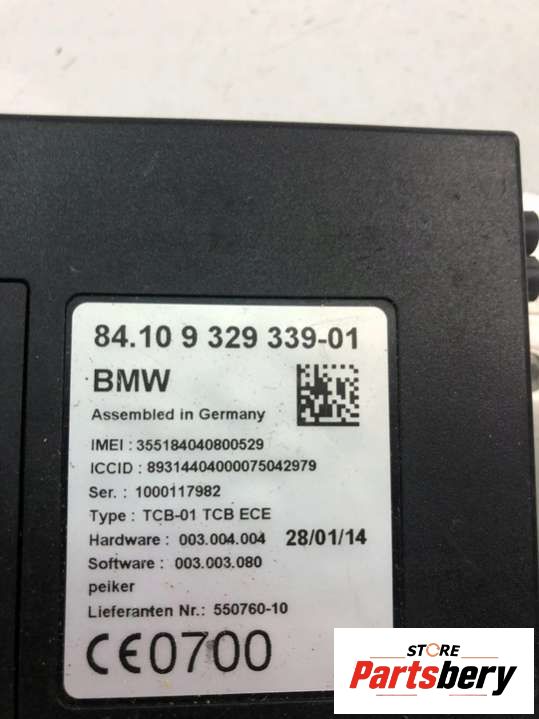 84.10 9 329 339-01
BMW
Assembled in Germany
IMEI : 355184040800529
ICCID : 89314404000075042979
Ser. : 1000117982
Type : TCB-01 TCB ECE
Hardware : 003.004.004 28/01/14
Software : 003.003.080
peiker
Lieferanten Nr.: 550760-10
CE0700
STORE
Partsbery